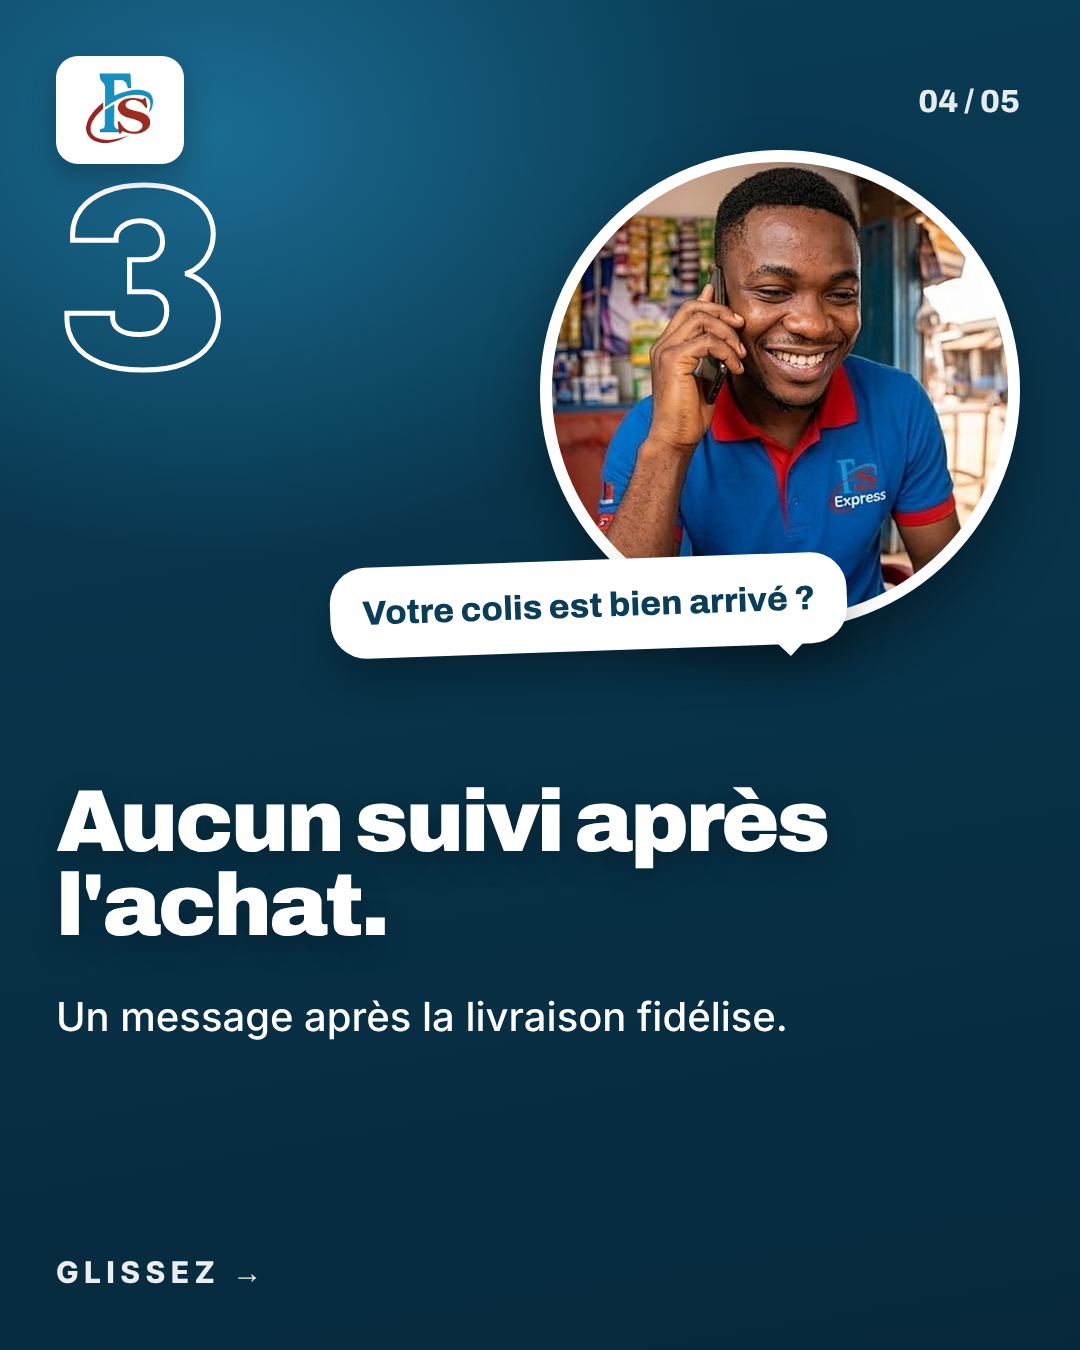 FS
04 / 05
3
FS
Express
Votre colis est bien arrivé ?
Aucun suivi après
l'achat.
Un message après la livraison fidélise.
GLISSEZ →